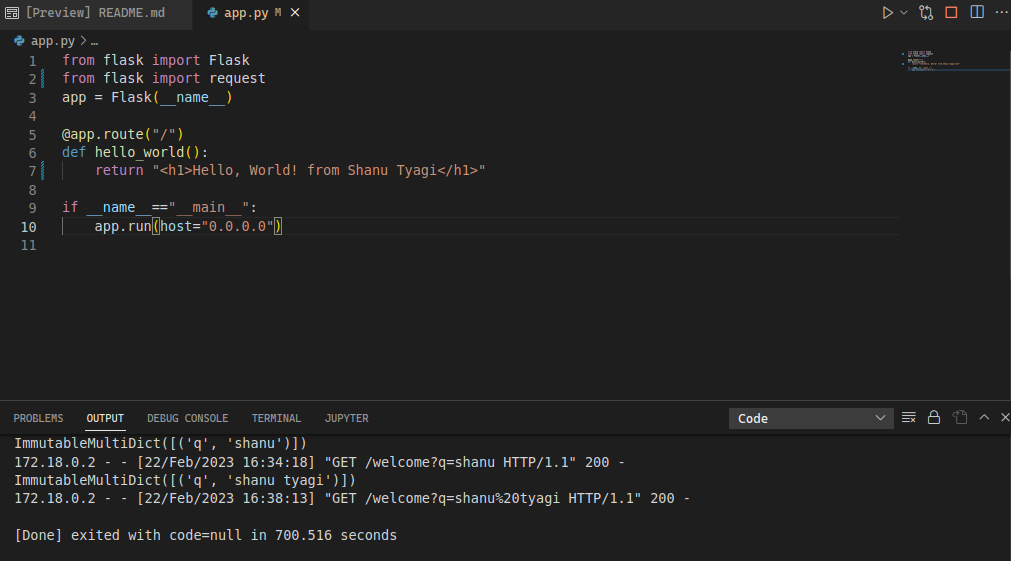 [Preview] README.md
app.py M
app.py > …
1 from flask import Flask
2 from flask import request
3 app = Flask(__name__)
4
5 @app.route("/")
6 def hello_world():
7     return "<h1>Hello, World! from Shanu Tyagi</h1>"
8
9 if __name__=="__main__":
10     app.run(host="0.0.0.0")
11
PROBLEMS OUTPUT DEBUG CONSOLE TERMINAL JUPYTER Code
ImmutableMultiDict([('q', 'shanu')])
172.18.0.2 - - [22/Feb/2023 16:34:18] "GET /welcome?q=shanu HTTP/1.1" 200 -
ImmutableMultiDict([('q', 'shanu tyagi')])
172.18.0.2 - - [22/Feb/2023 16:38:13] "GET /welcome?q=shanu%20tyagi HTTP/1.1" 200 -
[Done] exited with code=null in 700.516 seconds